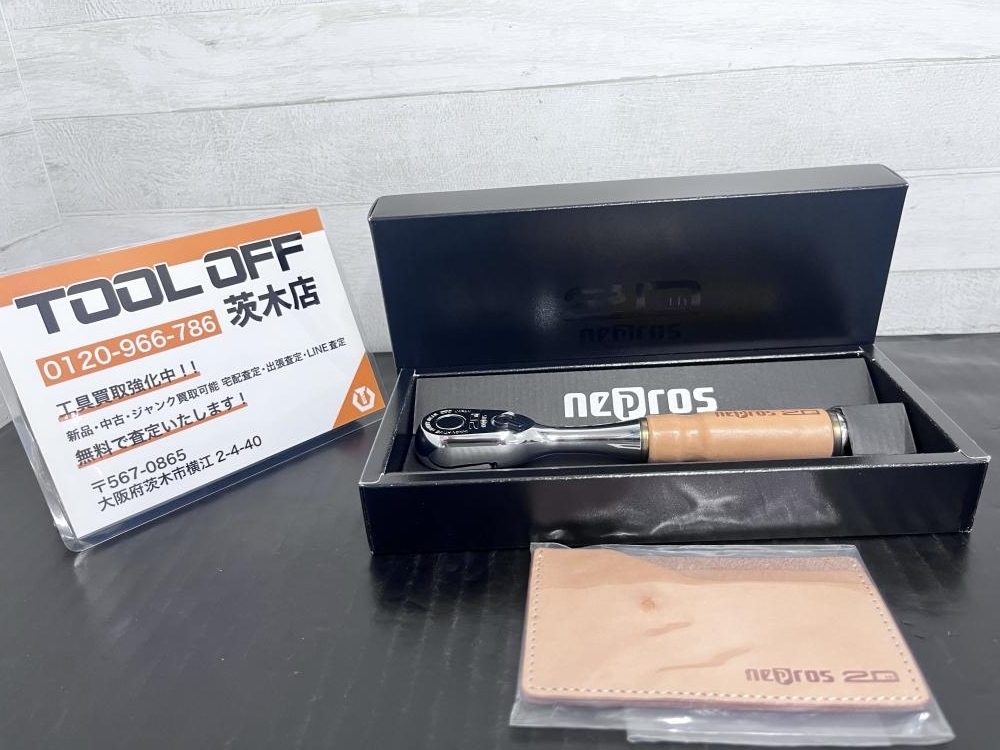 TOOL OFF
茨木店
0120-966-786
工具買取強化中！！
新品・中古・ジャンク買取可能 宅配査定・出張査定・LINE査定
無料で査定いたします！
〒567-0865
大阪府茨木市横江 2-4-40
nepros
nepros
nepros 20
nepros 20